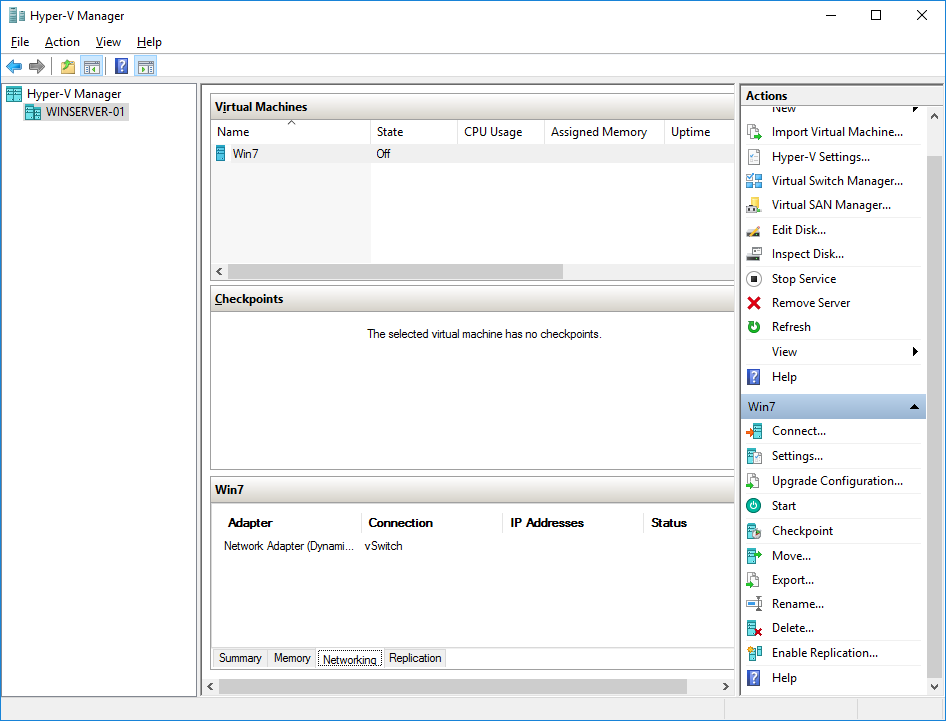 Hyper-V Manager
File Action View Help
Hyper-V Manager
WINSERVER-01
Virtual Machines
Name State CPU Usage Assigned Memory Uptime
Win7 Off
Checkpoints
The selected virtual machine has no checkpoints.
Win7
Adapter Connection IP Addresses Status
Network Adapter (Dynami... vSwitch
Summary Memory Networking Replication
Actions
New
Import Virtual Machine...
Hyper-V Settings...
Virtual Switch Manager...
Virtual SAN Manager...
Edit Disk...
Inspect Disk...
Stop Service
Remove Server
Refresh
View
Help
Win7
Connect...
Settings...
Upgrade Configuration...
Start
Checkpoint
Move...
Export...
Rename...
Delete...
Enable Replication...
Help